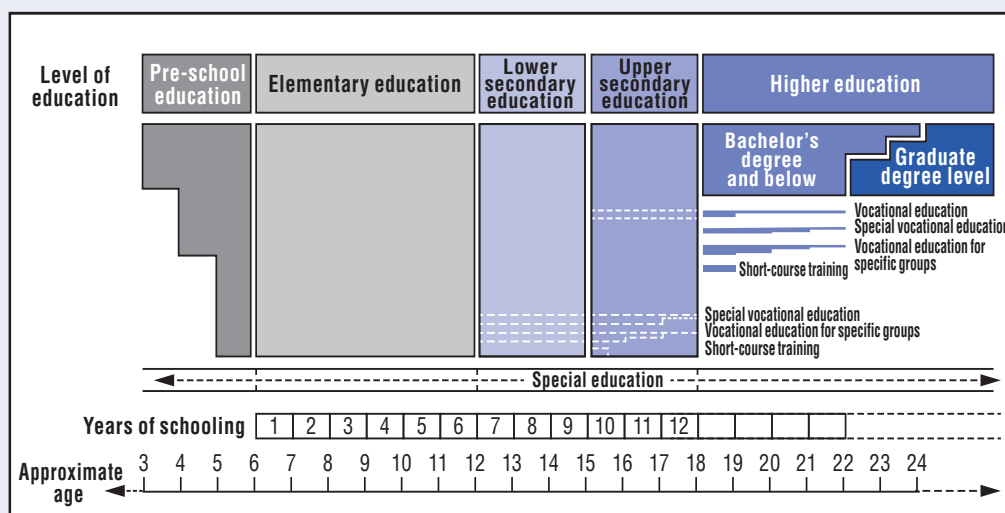 Level of
education
Pre-school
education
Elementary education
Lower
secondary
education
Upper
secondary
education
Higher education
Bachelor's
degree
and below
Graduate
degree level
Vocational education
Special vocational education
Vocational education for
specific groups
Short-course training
Special vocational education
Vocational education for specific groups
Short-course training
Special education
Years of schooling
1 2 3 4 5 6 7 8 9 10 11 12
Approximate
age
3 4 5 6 7 8 9 10 11 12 13 14 15 16 17 18 19 20 21 22 23 24